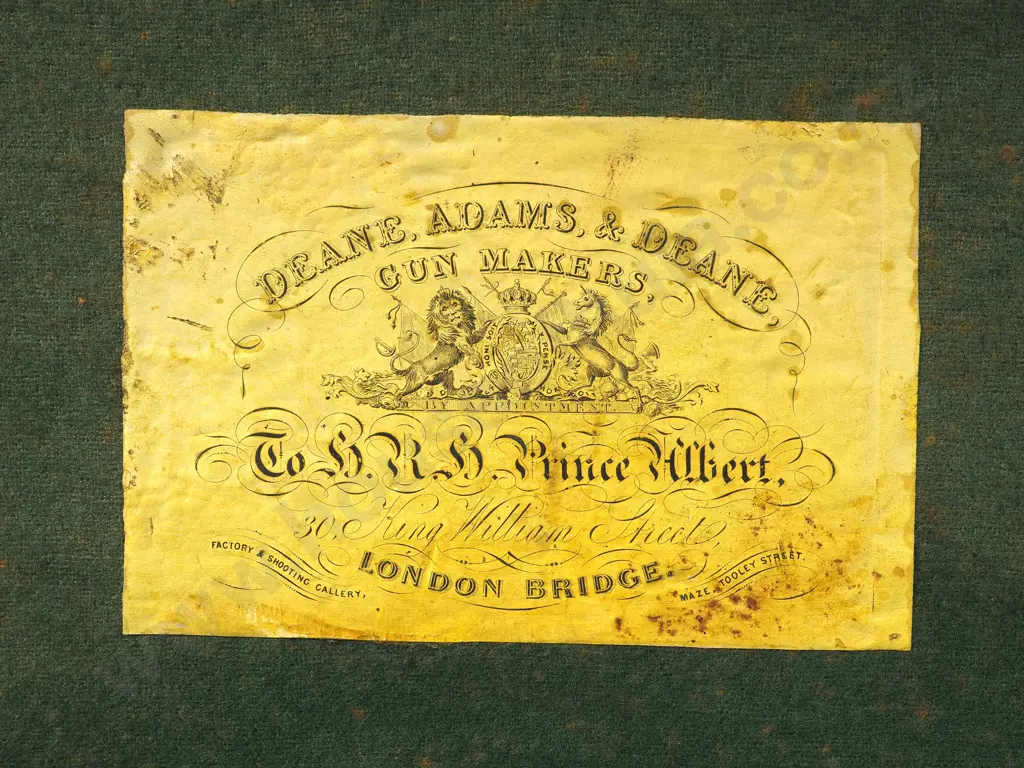 DEANE, ADAMS, & DEANE,
GUN MAKERS,
BY APPOINTMENT.
To H.R.H. Prince Albert,
30, King William Street,
LONDON BRIDGE.
FACTORY & SHOOTING GALLERY,
MAZE, TOOLEY STREET.